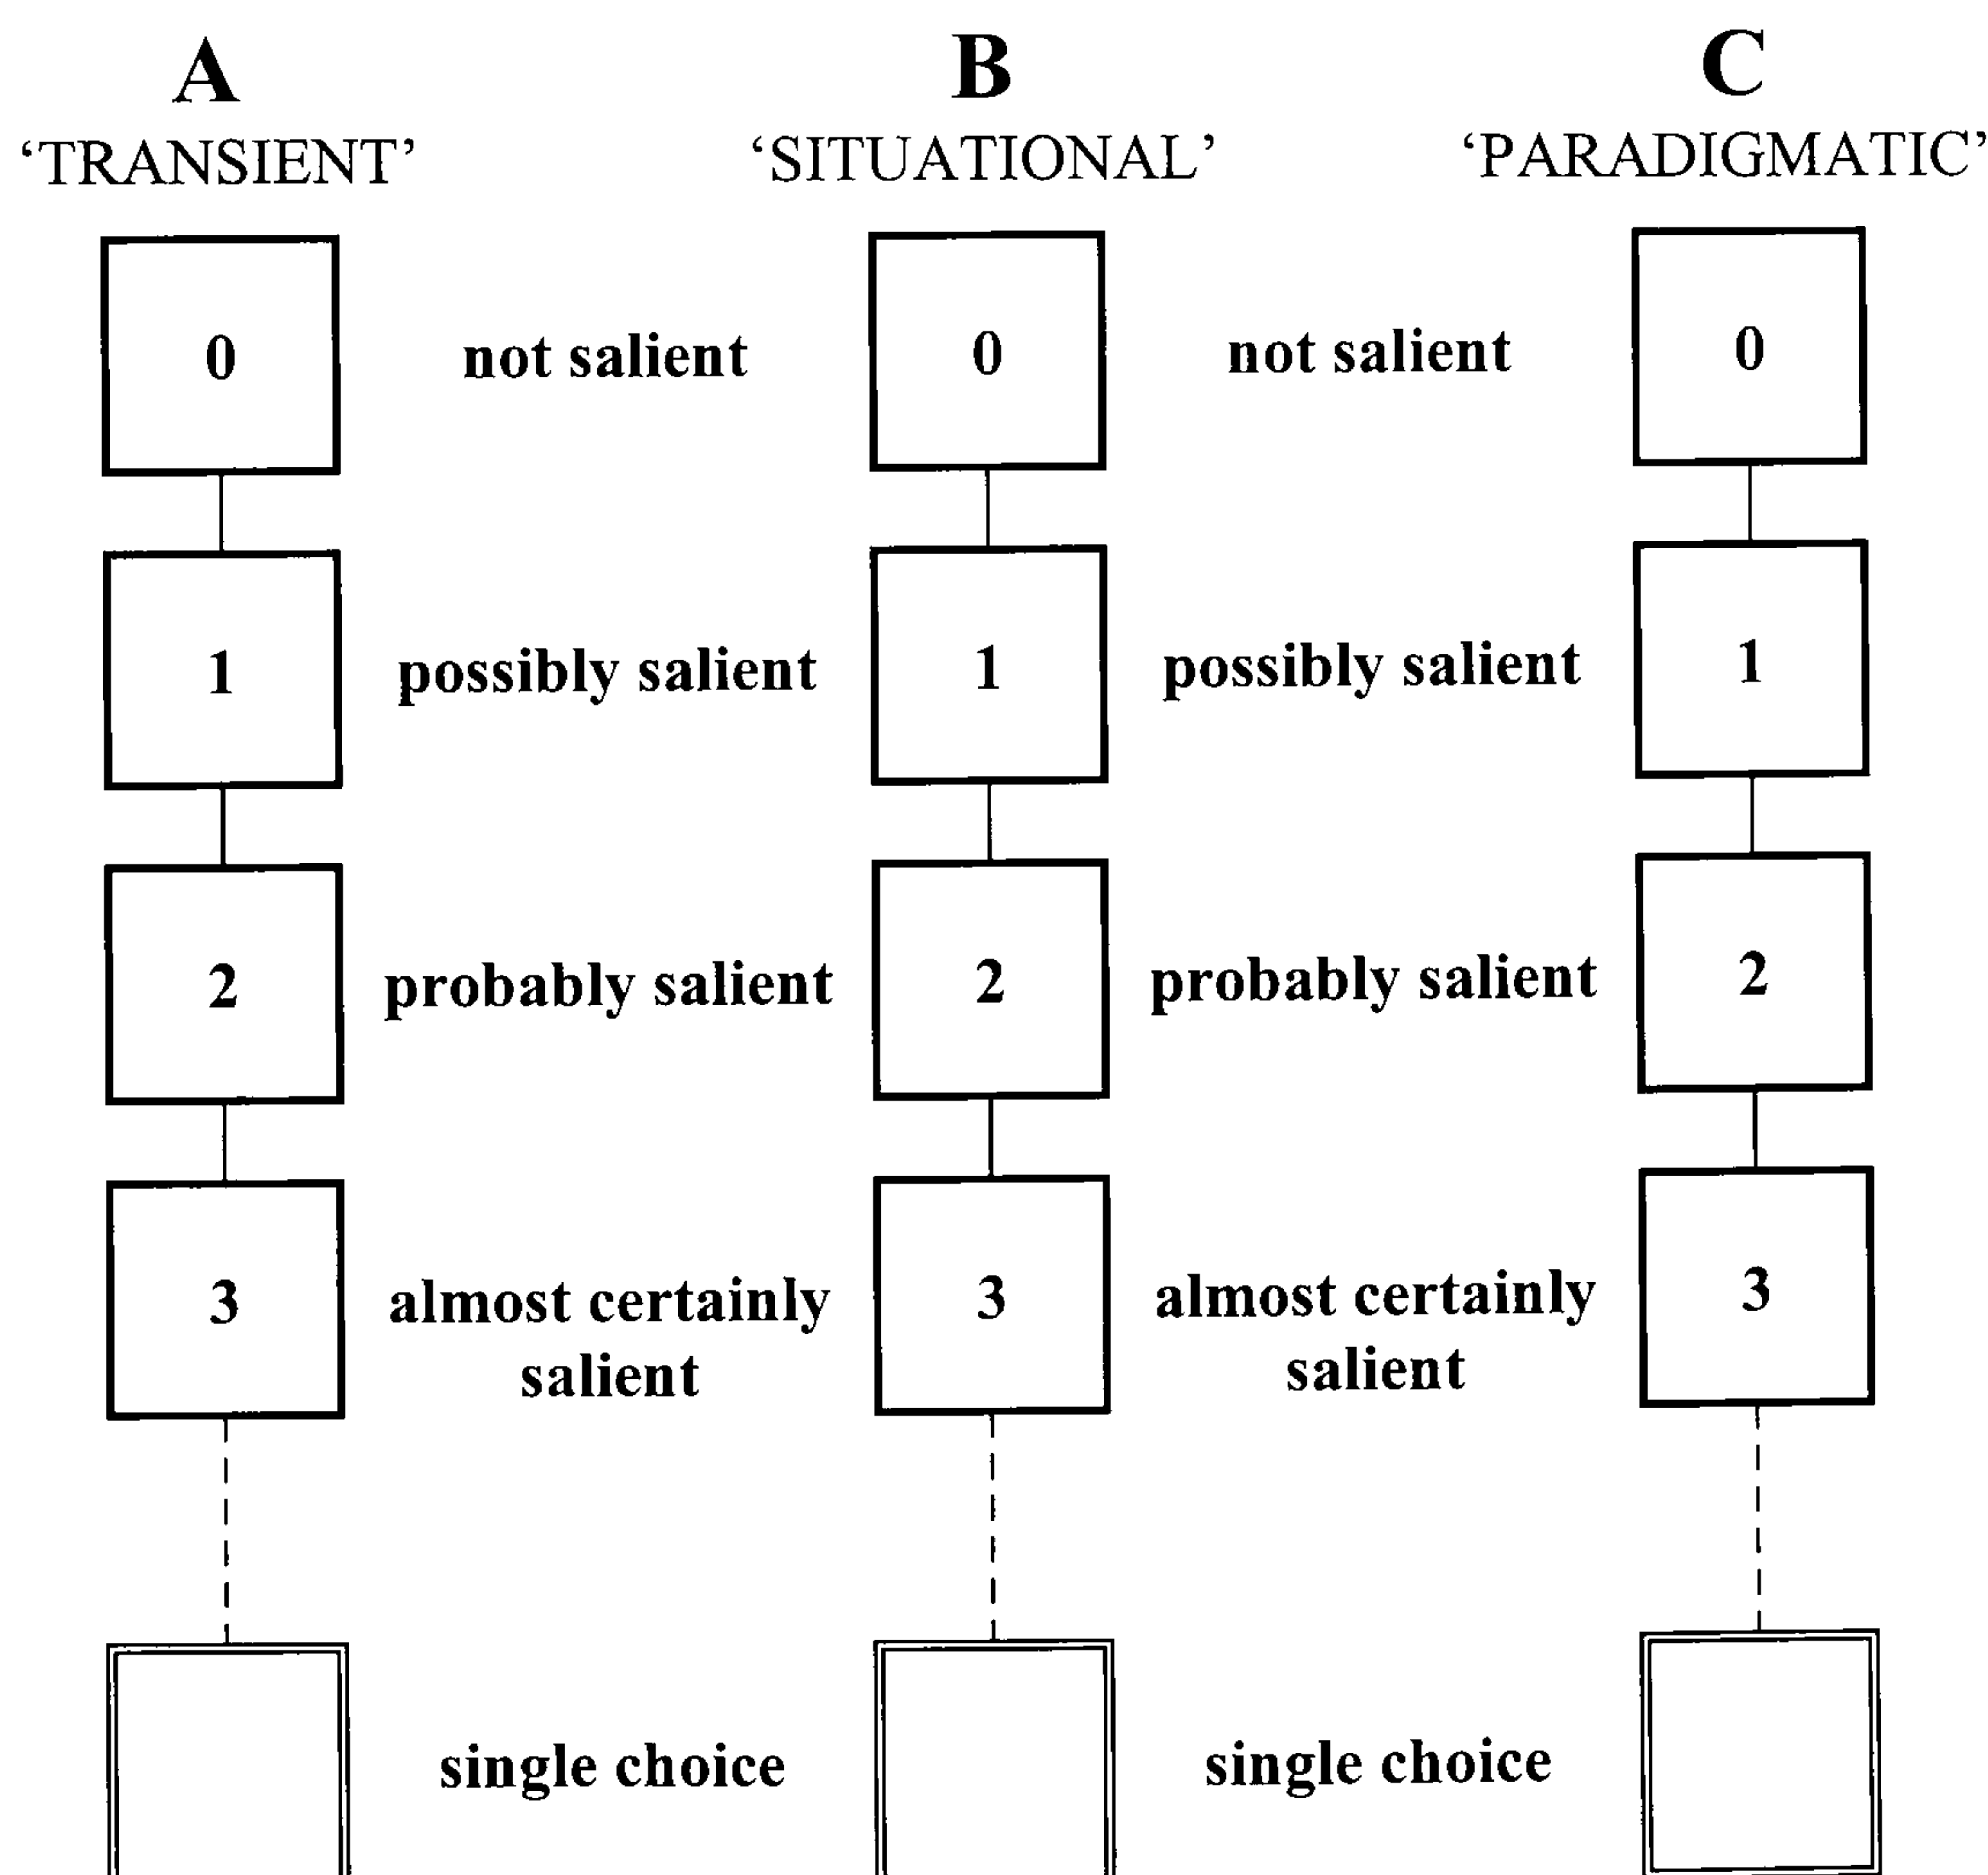 A B C
‘TRANSIENT’ ‘SITUATIONAL’ ‘PARADIGMATIC’
0 not salient 0 not salient 0
1 possibly salient 1 possibly salient 1
2 probably salient 2 probably salient 2
3 almost certainly 3 almost certainly 3
salient salient
single choice single choice